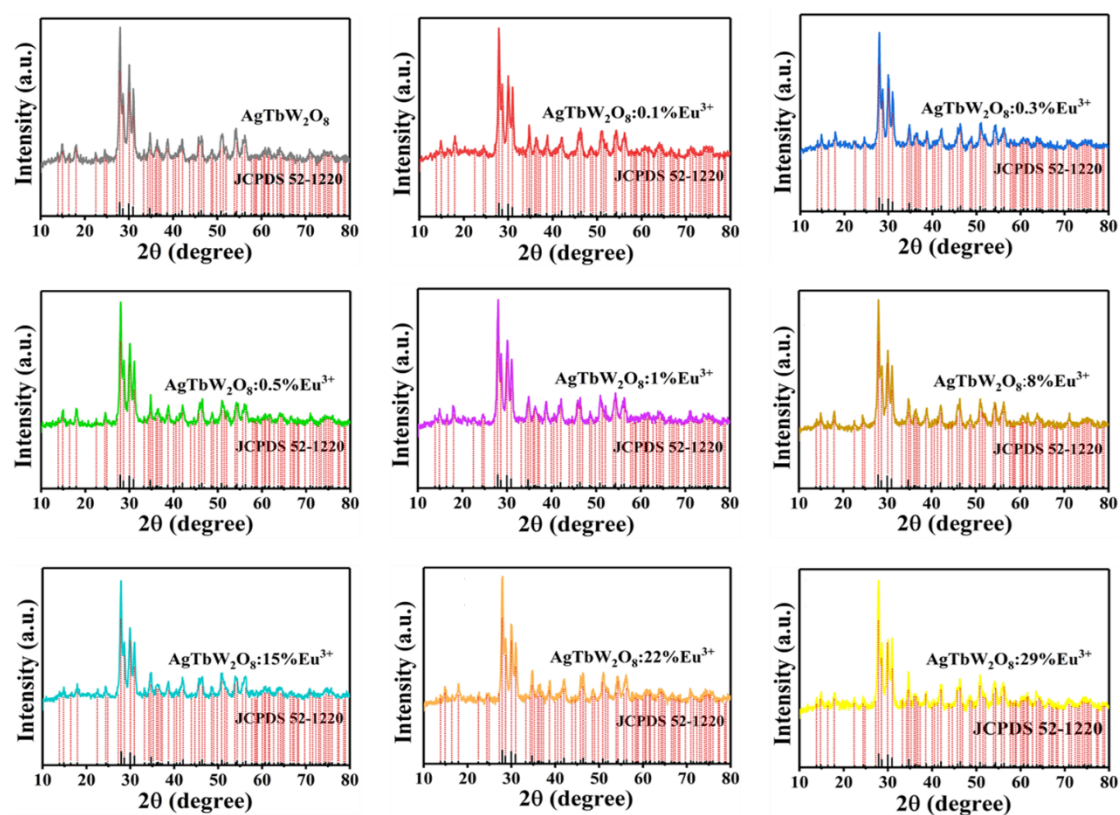 Intensity (a.u.)
AgTbW₂O₈
JCPDS 52-1220
10 20 30 40 50 60 70 80
2θ (degree)
Intensity (a.u.)
AgTbW₂O₈:0.1%Eu³⁺
JCPDS 52-1220
10 20 30 40 50 60 70 80
2θ (degree)
Intensity (a.u.)
AgTbW₂O₈:0.3%Eu³⁺
JCPDS 52-1220
10 20 30 40 50 60 70 80
2θ (degree)
Intensity (a.u.)
AgTbW₂O₈:0.5%Eu³⁺
JCPDS 52-1220
10 20 30 40 50 60 70 80
2θ (degree)
Intensity (a.u.)
AgTbW₂O₈:1%Eu³⁺
JCPDS 52-1220
10 20 30 40 50 60 70 80
2θ (degree)
Intensity (a.u.)
AgTbW₂O₈:8%Eu³⁺
JCPDS 52-1220
10 20 30 40 50 60 70 80
2θ (degree)
Intensity (a.u.)
AgTbW₂O₈:15%Eu³⁺
JCPDS 52-1220
10 20 30 40 50 60 70 80
2θ (degree)
Intensity (a.u.)
AgTbW₂O₈:22%Eu³⁺
JCPDS 52-1220
10 20 30 40 50 60 70 80
2θ (degree)
Intensity (a.u.)
AgTbW₂O₈:29%Eu³⁺
JCPDS 52-1220
10 20 30 40 50 60 70 80
2θ (degree)